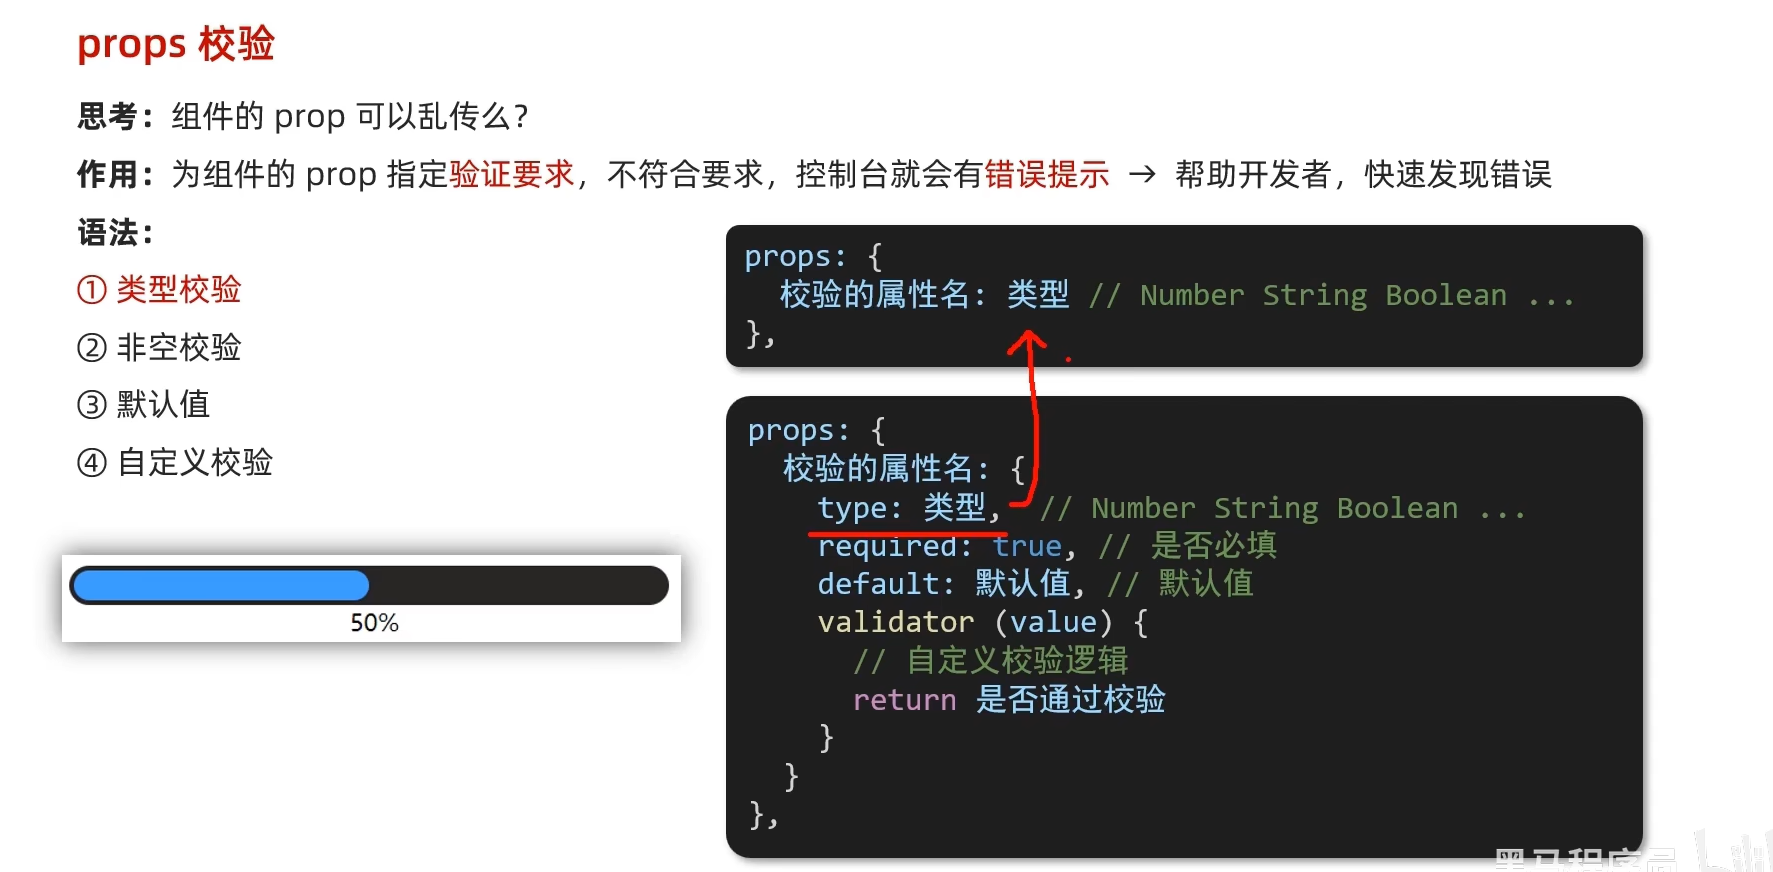 props 校验
思考：组件的 prop 可以乱传么？
作用：为组件的 prop 指定验证要求，不符合要求，控制台就会有错误提示 → 帮助开发者，快速发现错误
语法：
① 类型校验
② 非空校验
③ 默认值
④ 自定义校验
50%
props: {
  校验的属性名: 类型 // Number String Boolean ...
},
props: {
  校验的属性名: {
    type: 类型,  // Number String Boolean ...
    required: true, // 是否必填
    default: 默认值, // 默认值
    validator (value) {
      // 自定义校验逻辑
      return 是否通过校验
    }
  }
},
黑马程序员